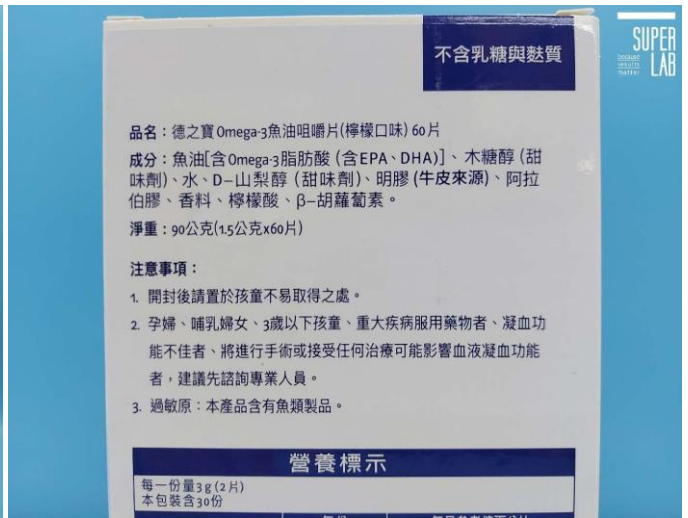 不含乳糖與麩質
SUPER
LAB
because
results
matter
品名：德之寶 Omega-3魚油咀嚼片(檸檬口味) 60片
成分：魚油[含Omega-3脂肪酸 (含EPA、DHA)]、木糖醇 (甜
味劑)、水、D-山梨醇 (甜味劑)、明膠 (牛皮來源)、阿拉
伯膠、香料、檸檬酸、β-胡蘿蔔素。
淨重：90公克(1.5公克x60片)
注意事項：
1. 開封後請置於孩童不易取得之處。
2. 孕婦、哺乳婦女、3歲以下孩童、重大疾病服用藥物者、凝血功
能不佳者、將進行手術或接受任何治療可能影響血液凝血功能
者，建議先諮詢專業人員。
3. 過敏原：本產品含有魚類製品。
營養標示
每一份量3g (2片)
本包裝含30份